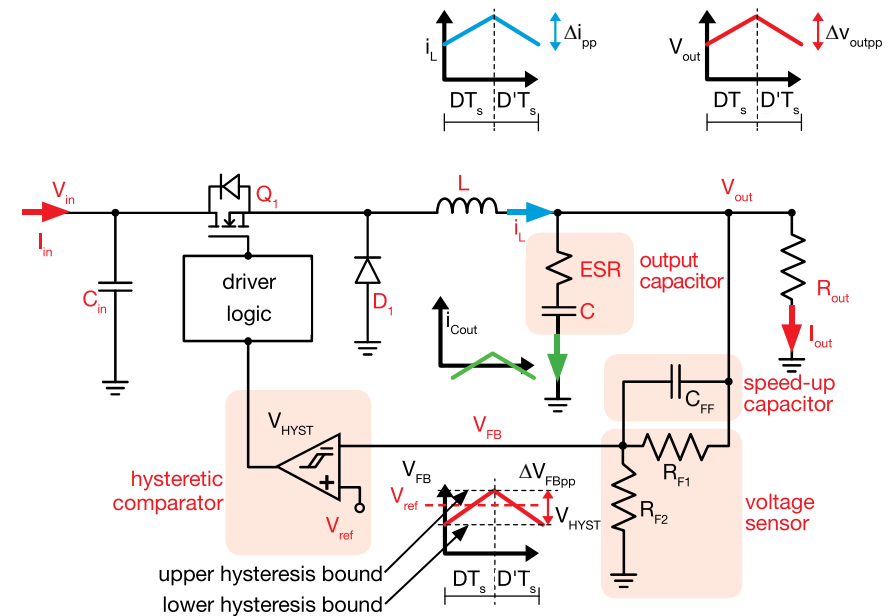 iL
Δipp
DTs D'Ts
Vout
Δvoutpp
DTs D'Ts
Vin
Iin
Cin
Q1
driver
logic
D1
L
iL
Vout
ESR
C
output
capacitor
iCout
Rout
Iout
CFF
speed-up
capacitor
VHYST
hysteretic
comparator
+
Vref
VFB
RF1
RF2
voltage
sensor
VFB
ΔVFBpp
Vref
VHYST
upper hysteresis bound
lower hysteresis bound
DTs D'Ts